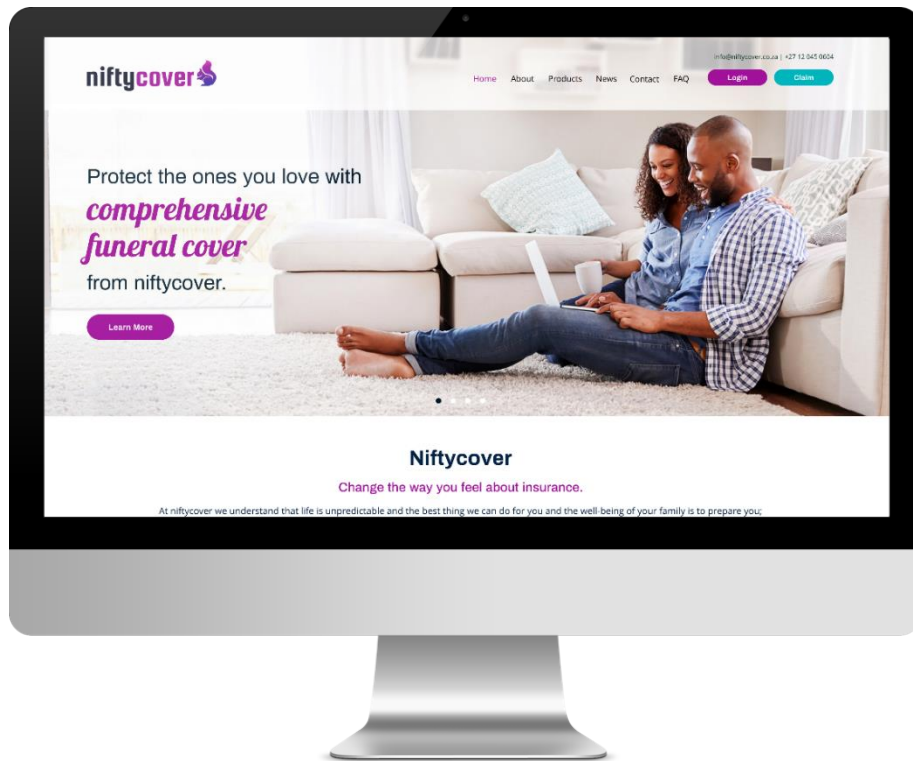 info@niftycover.co.za | +27 12 045 0604
niftycover
Home About Products News Contact FAQ Login Claim
Protect the ones you love with
comprehensive
funeral cover
from niftycover.
Learn More
Niftycover
Change the way you feel about insurance.
At niftycover we understand that life is unpredictable and the best thing we can do for you and the well-being of your family is to prepare you;